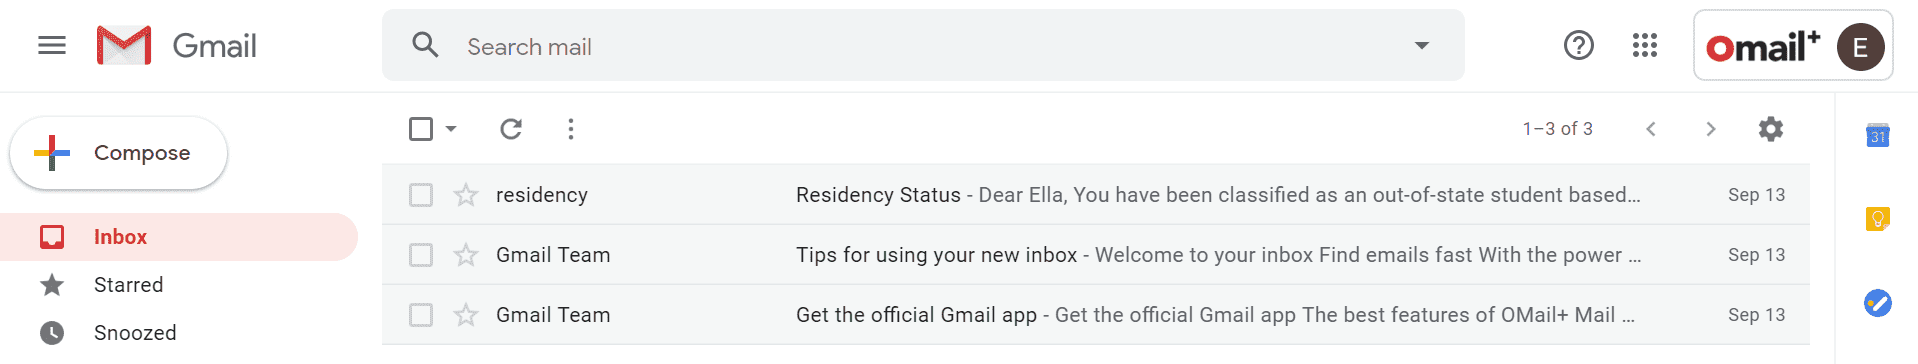 Gmail
Search mail
Omail+ E
Compose
1–3 of 3
31
Inbox
residency Residency Status - Dear Ella, You have been classified as an out-of-state student based... Sep 13
Gmail Team Tips for using your new inbox - Welcome to your inbox Find emails fast With the power ... Sep 13
Starred
Gmail Team Get the official Gmail app - Get the official Gmail app The best features of OMail+ Mail ... Sep 13
Snoozed